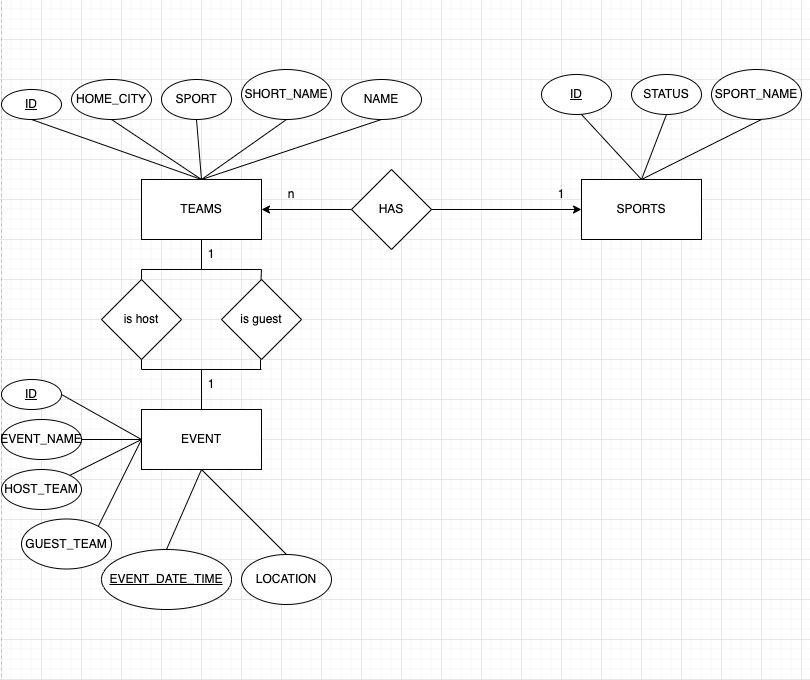 ID
HOME_CITY
SPORT
SHORT_NAME
NAME
ID
STATUS
SPORT_NAME
TEAMS
n
HAS
1
SPORTS
1
is host
is guest
1
ID
EVENT_NAME
EVENT
HOST_TEAM
GUEST_TEAM
EVENT_DATE_TIME
LOCATION